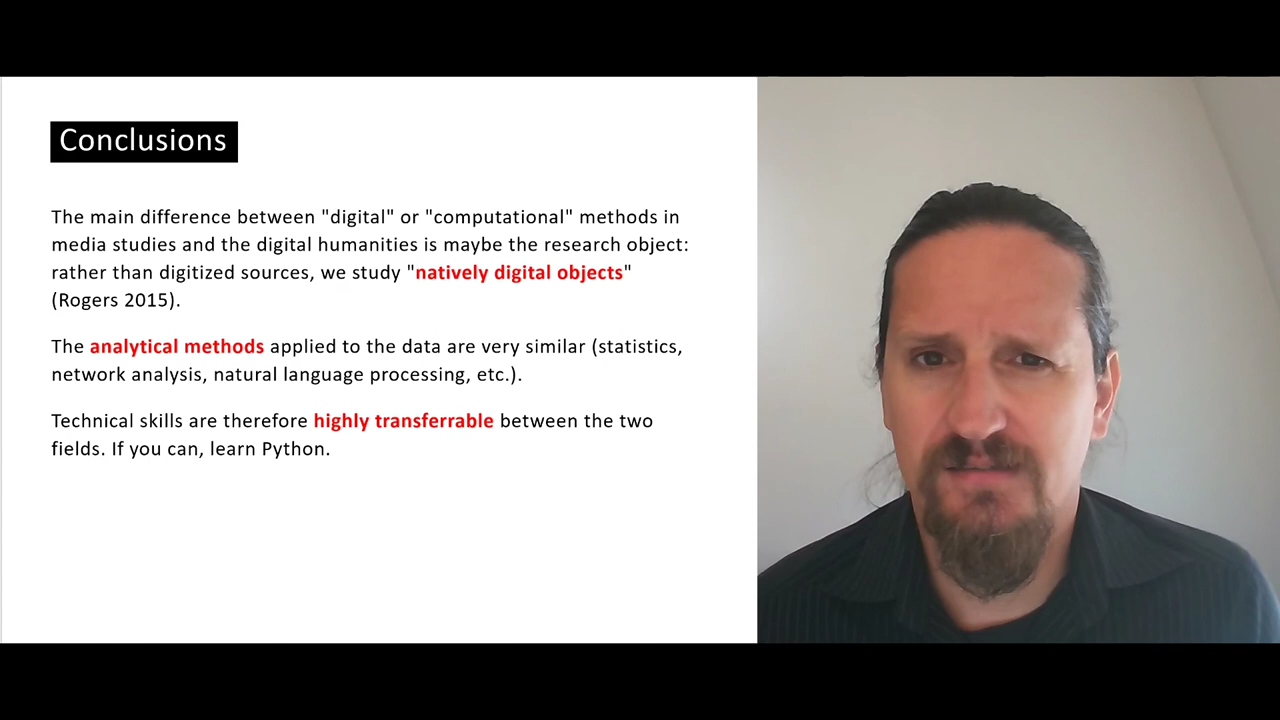 Conclusions
The main difference between "digital" or "computational" methods in
media studies and the digital humanities is maybe the research object:
rather than digitized sources, we study "natively digital objects"
(Rogers 2015).
The analytical methods applied to the data are very similar (statistics,
network analysis, natural language processing, etc.).
Technical skills are therefore highly transferrable between the two
fields. If you can, learn Python.